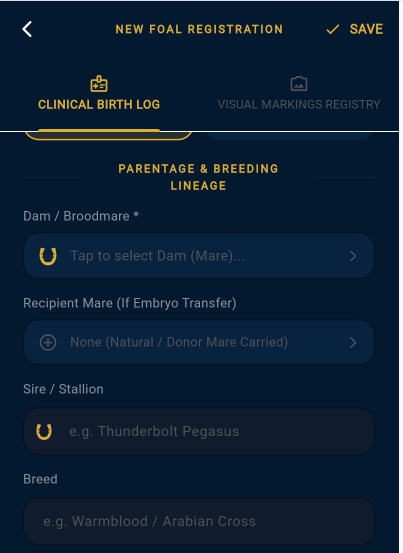 NEW FOAL REGISTRATION
SAVE
CLINICAL BIRTH LOG
VISUAL MARKINGS REGISTRY
PARENTAGE & BREEDING
LINEAGE
Dam / Broodmare *
Tap to select Dam (Mare)...
Recipient Mare (If Embryo Transfer)
None (Natural / Donor Mare Carried)
Sire / Stallion
e.g. Thunderbolt Pegasus
Breed
e.g. Warmblood / Arabian Cross